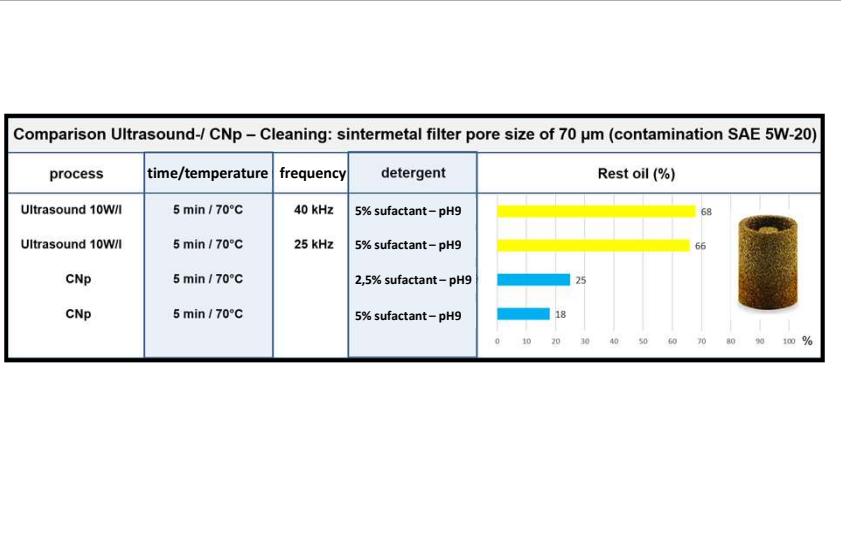 Comparison Ultrasound-/ CNp – Cleaning: sintermetal filter pore size of 70 µm (contamination SAE 5W-20)
process time/temperature frequency detergent Rest oil (%)
Ultrasound 10W/l 5 min / 70°C 40 kHz 5% sufactant – pH9 68
Ultrasound 10W/l 5 min / 70°C 25 kHz 5% sufactant – pH9 66
CNp 5 min / 70°C 2,5% sufactant – pH9 25
CNp 5 min / 70°C 5% sufactant – pH9 18
0 10 20 30 40 50 60 70 80 90 100 %